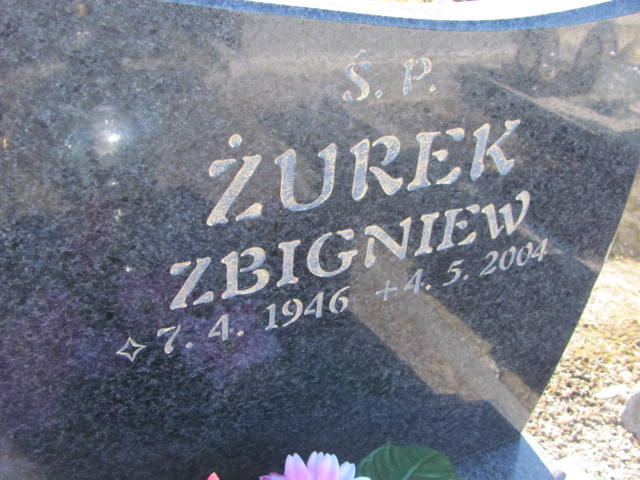 Ś. P.
ŻUREK
ZBIGNIEW
✧ 7. 4. 1946 + 4. 5. 2004